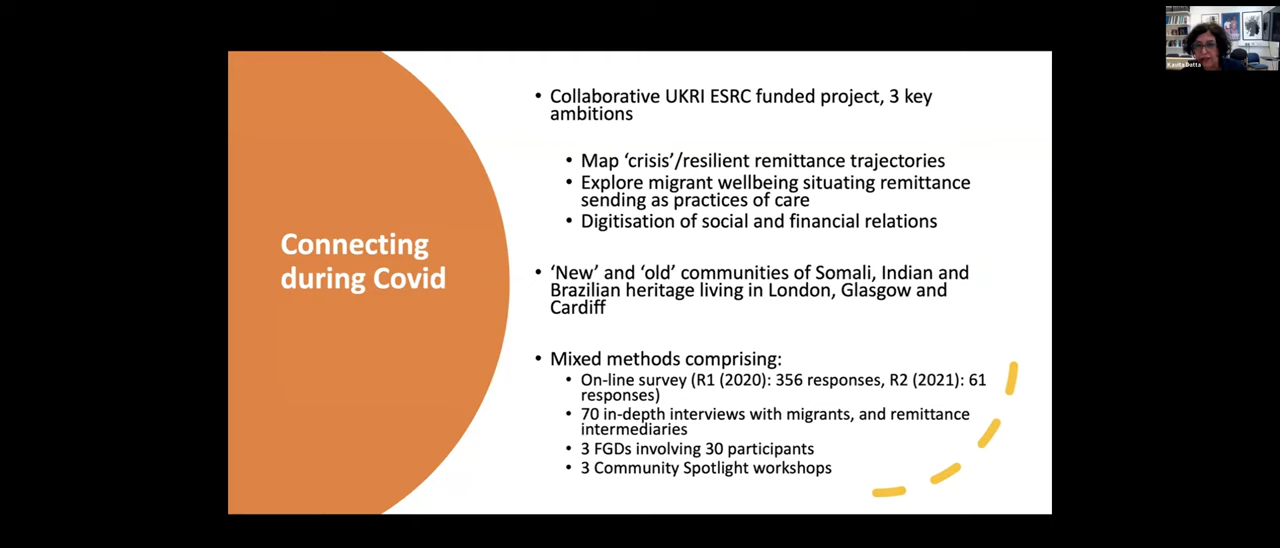 Connecting
during Covid
• Collaborative UKRI ESRC funded project, 3 key
ambitions
• Map ‘crisis’/resilient remittance trajectories
• Explore migrant wellbeing situating remittance
sending as practices of care
• Digitisation of social and financial relations
• ‘New’ and ‘old’ communities of Somali, Indian and
Brazilian heritage living in London, Glasgow and
Cardiff
• Mixed methods comprising:
• On-line survey (R1 (2020): 356 responses, R2 (2021): 61
responses)
• 70 in-depth interviews with migrants, and remittance
intermediaries
• 3 FGDs involving 30 participants
• 3 Community Spotlight workshops
Kavita Datta